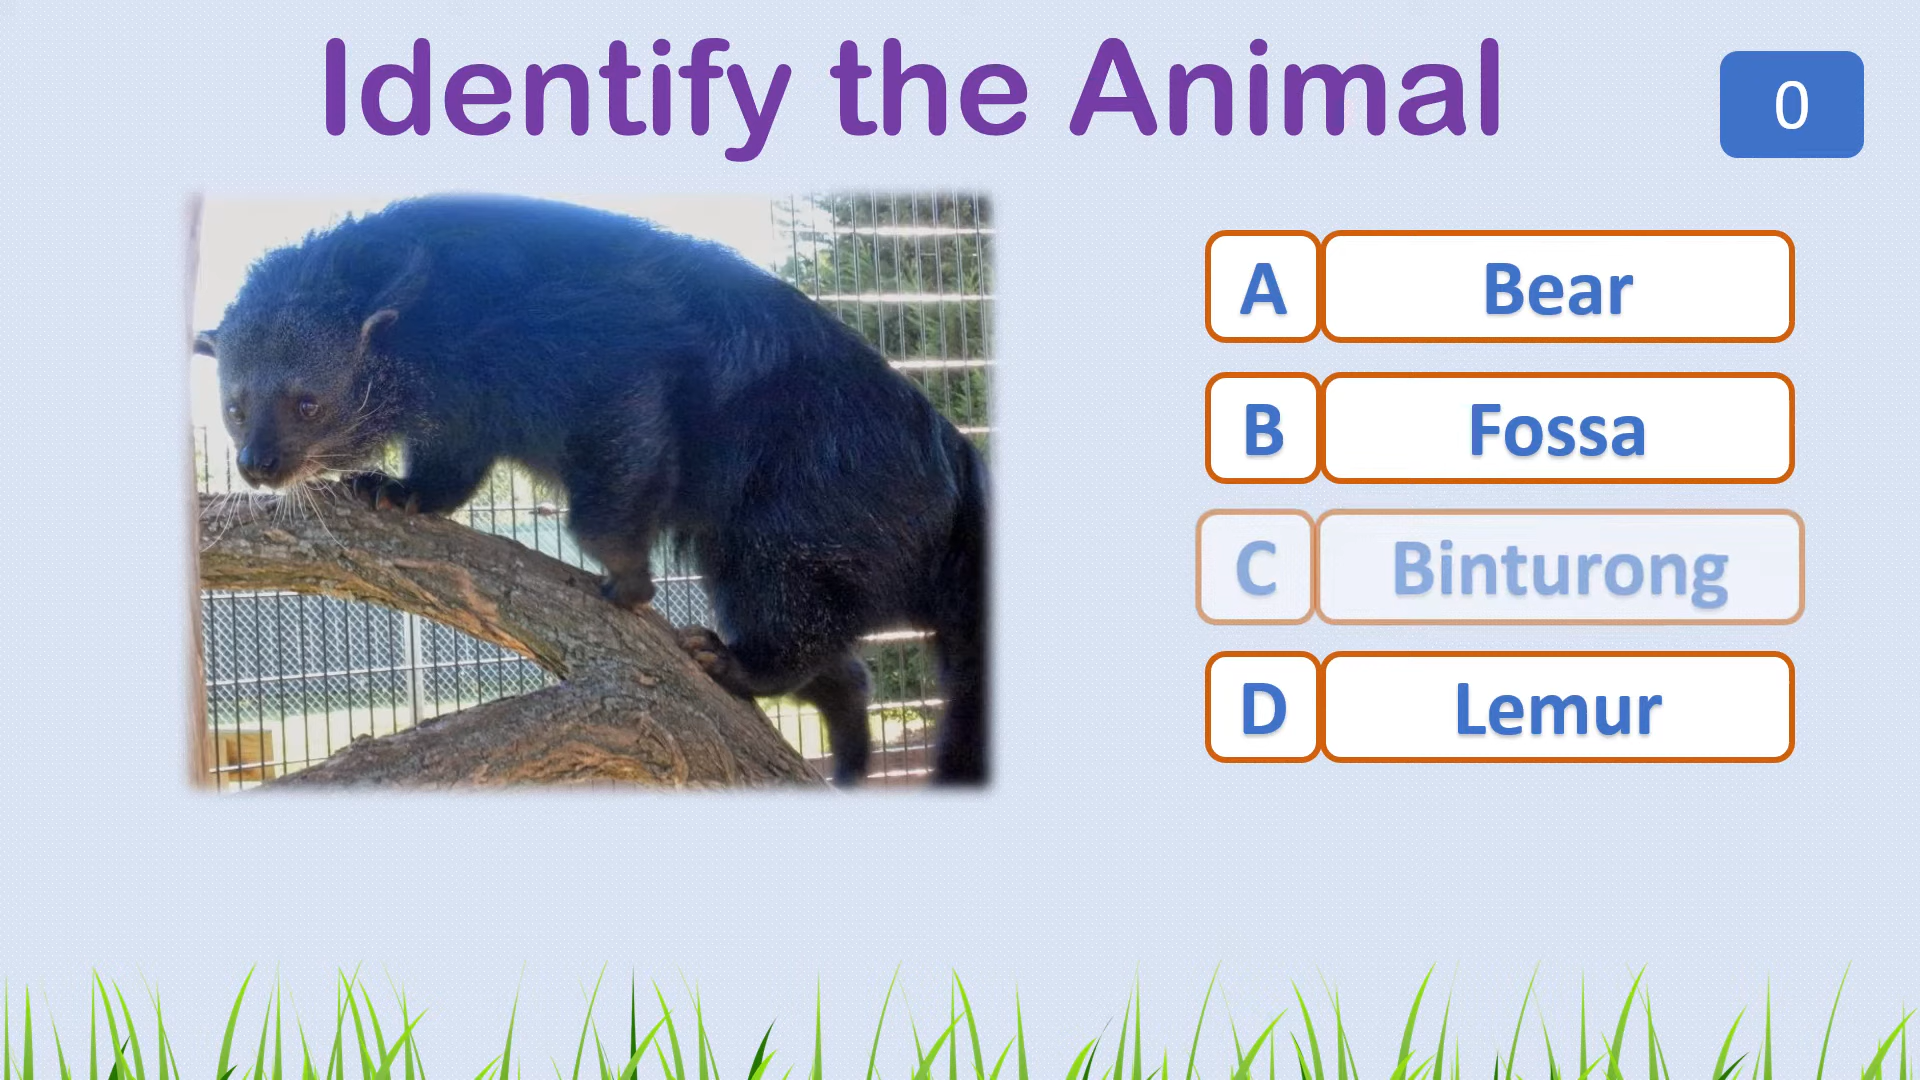 Identify the Animal
0
A Bear
B Fossa
C Binturong
D Lemur